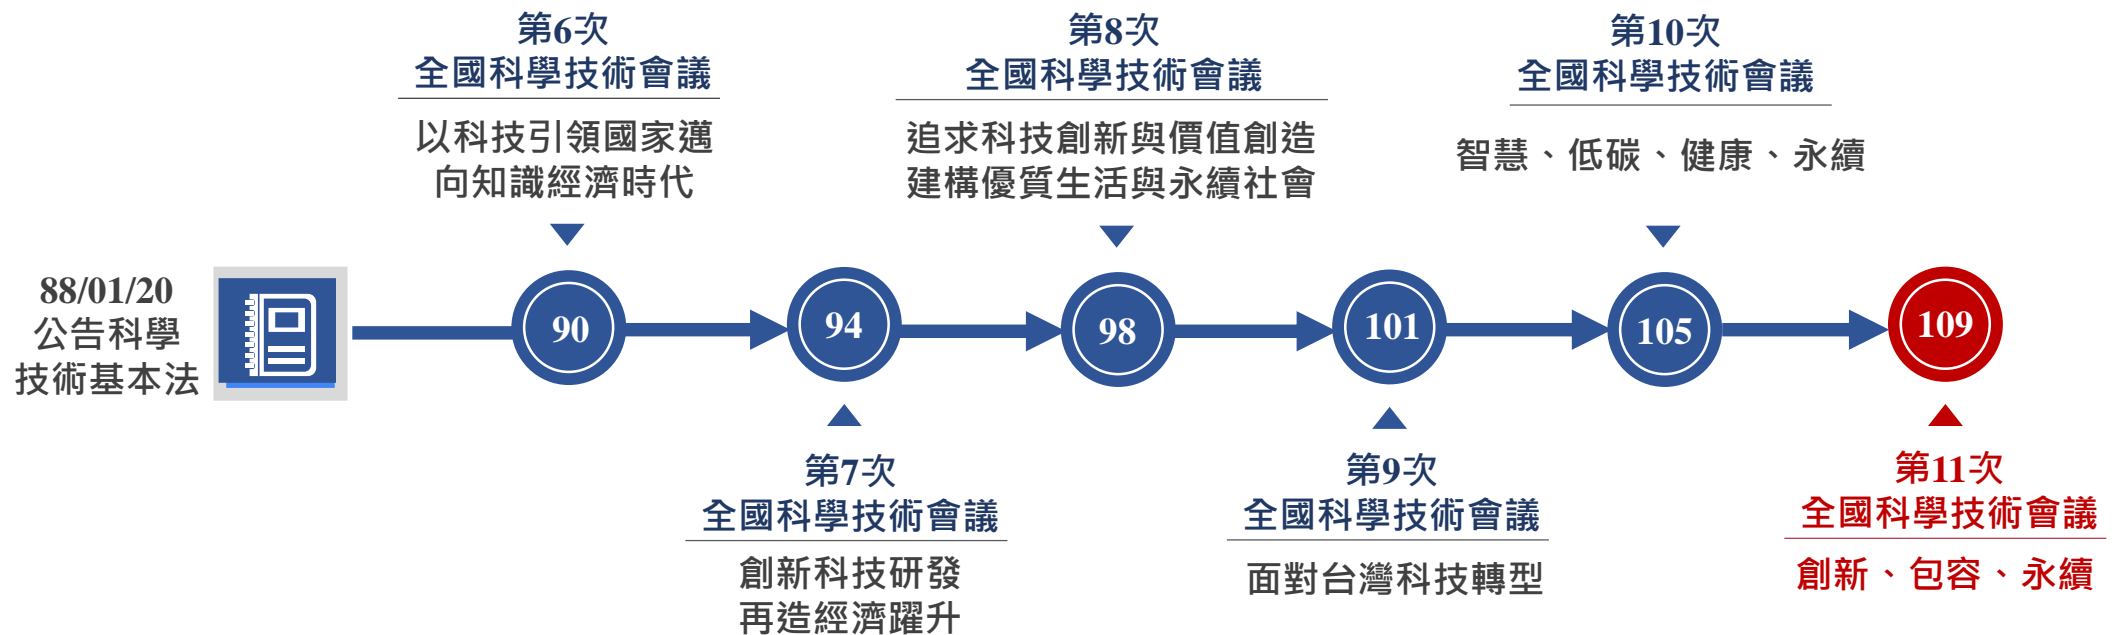 88/01/20
公告科學
技術基本法
第6次
全國科學技術會議
以科技引領國家邁
向知識經濟時代
90
94
第7次
全國科學技術會議
創新科技研發
再造經濟躍升
第8次
全國科學技術會議
追求科技創新與價值創造
建構優質生活與永續社會
98
101
第9次
全國科學技術會議
面對台灣科技轉型
第10次
全國科學技術會議
智慧、低碳、健康、永續
105
109
第11次
全國科學技術會議
創新、包容、永續